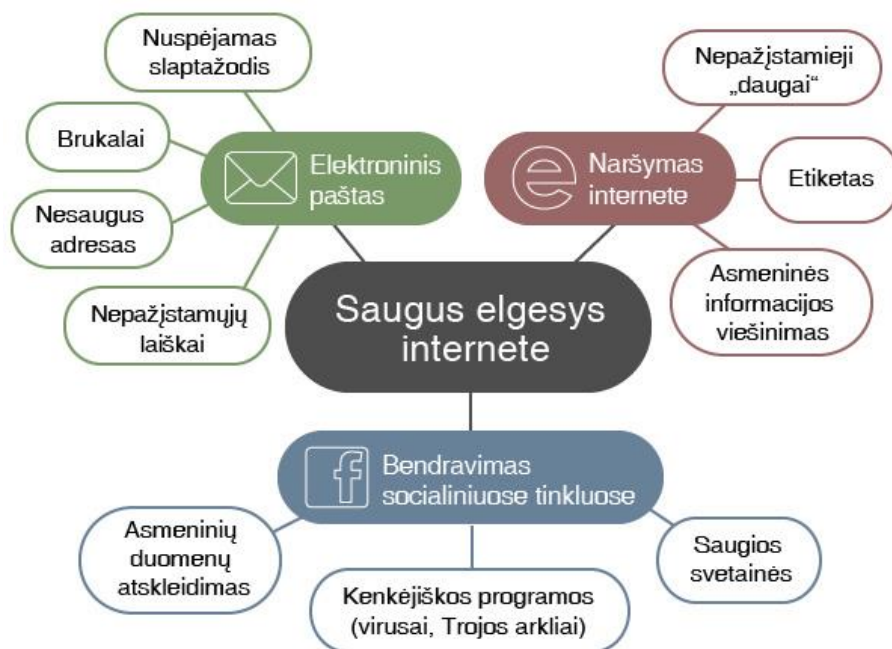 Nuspėjamas
slaptažodis
Brukalai
Nesaugus
adresas
Nepažįstamųjų
laiškai
Elektroninis
paštas
Naršymas
internete
Nepažįstamieji
„daugai“
Etiketas
Asmeninės
informacijos
viešinimas
Saugus elgesys
internete
Bendravimas
socialiniuose tinkluose
Asmeninių
duomenų
atskleidimas
Kenkėjiškos programos
(virusai, Trojos arkliai)
Saugios
svetainės